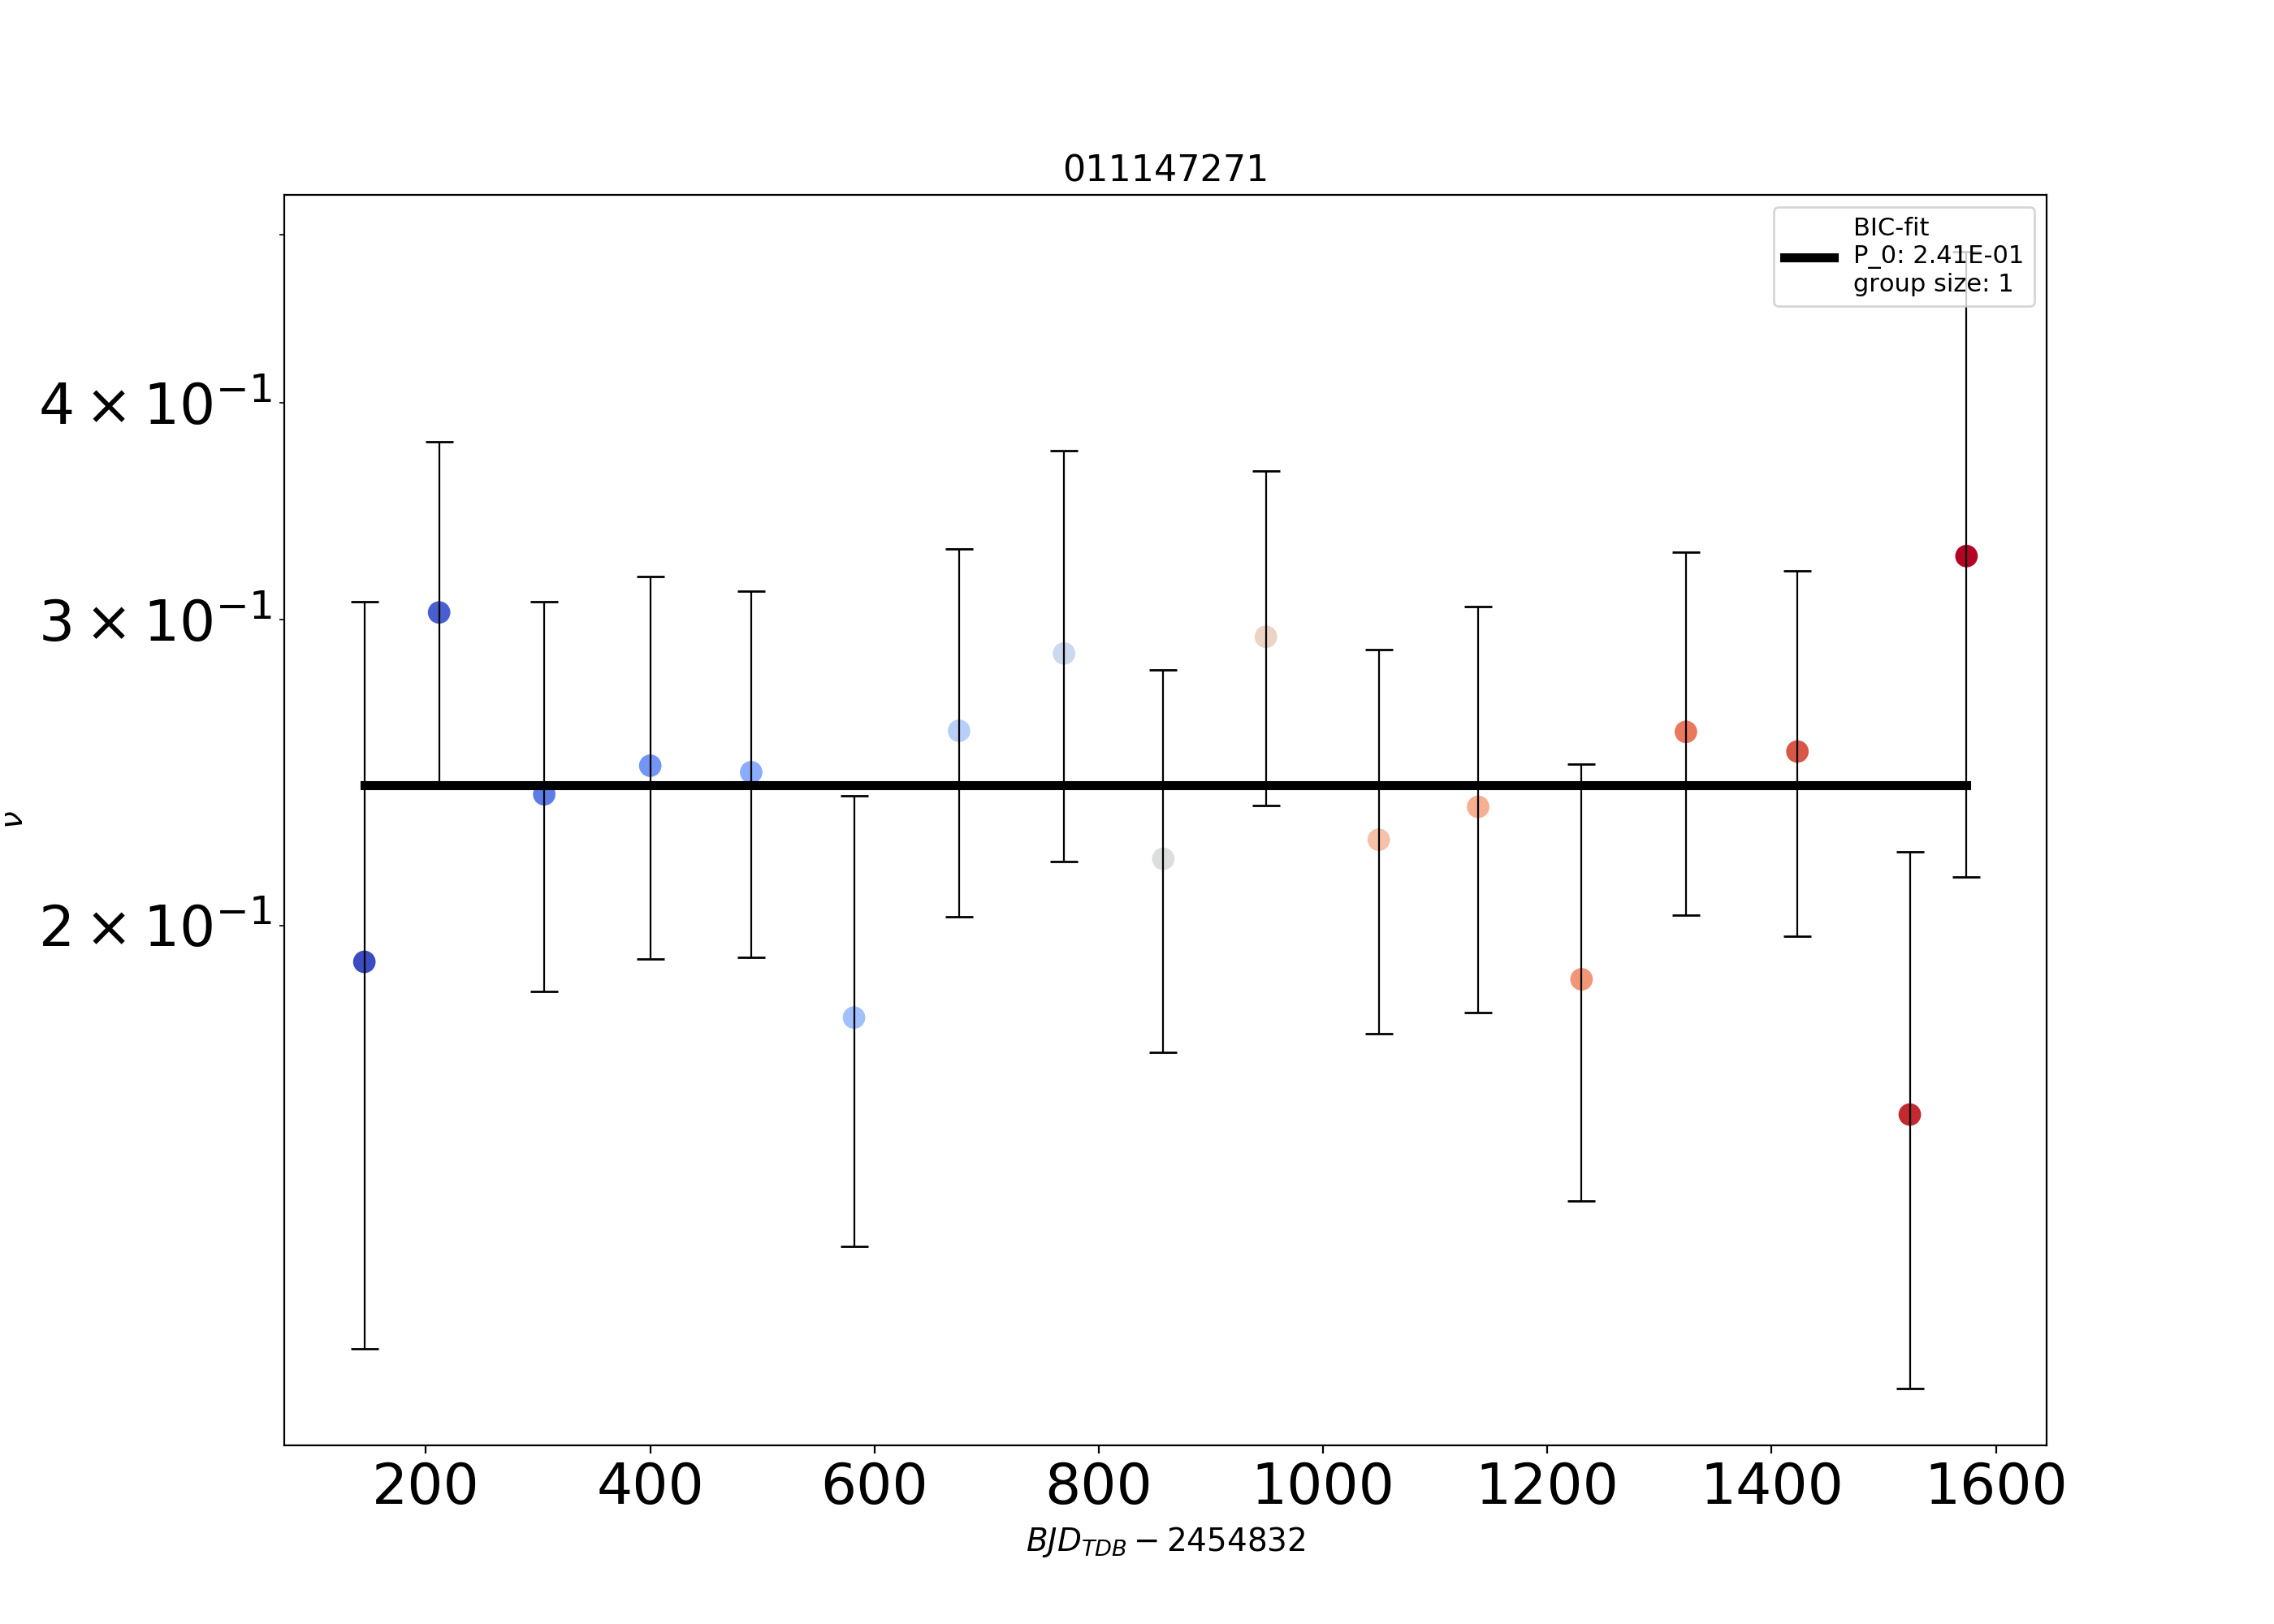 011147271
BIC-fit
P_0: 2.41E-01
group size: 1
4 × 10⁻¹
3 × 10⁻¹
2 × 10⁻¹
ν
200 400 600 800 1000 1200 1400 1600
BJD_TDB − 2454832